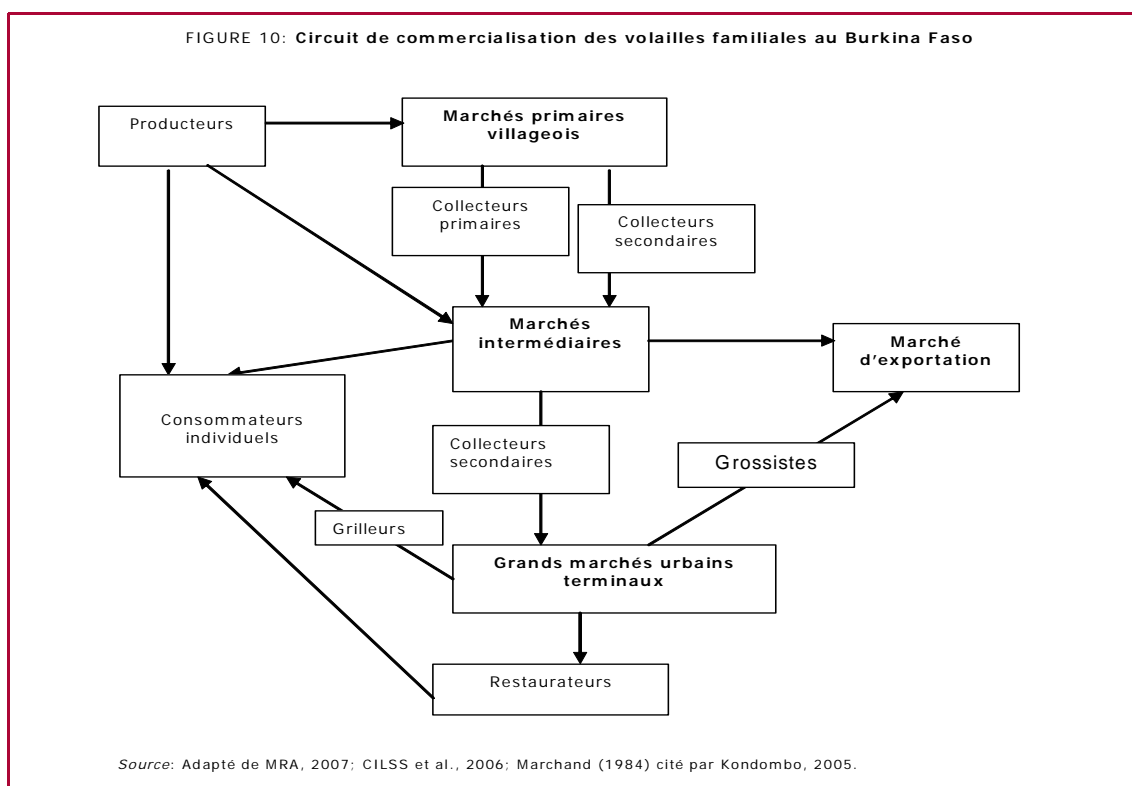 FIGURE 10: Circuit de commercialisation des volailles familiales au Burkina Faso
Producteurs
Marchés primaires
villageois
Collecteurs
primaires
Collecteurs
secondaires
Marchés
intermédiaires
Marché
d'exportation
Consommateurs
individuels
Collecteurs
secondaires
Grossistes
Grilleurs
Grands marchés urbains
terminaux
Restaurateurs
Source: Adapté de MRA, 2007; CILSS et al., 2006; Marchand (1984) cité par Kondombo, 2005.